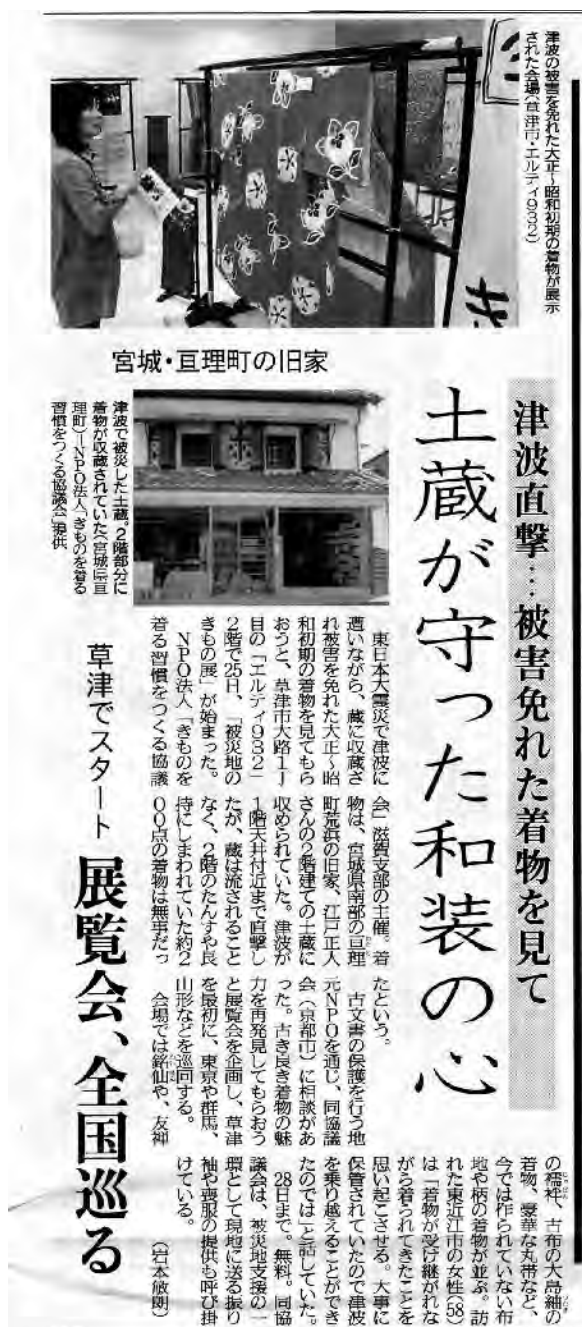 津波の被害を免れた大正〜昭和初期の着物が展示
された会場(草津市・エルティ932)
宮城・亘理町の旧家
津波直撃…被害免れた着物を見て
土蔵が守った和装の心
津波で被災した土蔵。2階部分に
着物が収蔵されていた(宮城県亘
理町)=NPO法人「きものを着る
習慣をつくる協議会」提供
草津でスタート
展覧会、全国巡る
東日本大震災で津波に
遭いながら、蔵に収蔵さ
れ被害を免れた大正〜昭
和初期の着物を見てもら
おうと、草津市大路1丁
目の「エルティ932」
2階で25日、「被災地の
きもの展」が始まった。
NPO法人「きものを
着る習慣をつくる協議
会」滋賀支部の主催。着
物は、宮城県南部の亘理
町荒浜の旧家、江戸正人
さんの2階建ての土蔵に
収められていた。津波が
1階天井付近まで直撃し
たが、蔵は流されること
なく、2階のたんすや長
持にしまわれていた約2
00点の着物は無事だっ
たという。
古文書の保護を行う地
元NPOを通し、同協議
会(京都市)に相談があ
った。古き良き着物の魅
力を再発見してもらおう
と展覧会を企画し、草津
を最初に、東京や群馬、
山形などを巡回する。
会場では銘仙や、友禅
の襦袢、古布の大島紬の
着物、豪華な丸帯など、
今では作られていない布
地や柄の着物が並ぶ。訪
れた東近江市の女性(58)
は「着物が受け継がれな
がら着られてきたことを
思い起こさせる。大事に
保管されていたので津波
を乗り越えることができ
たのでは」と話していた。
28日まで。無料。同協
議会は、被災地支援の一
環として現地に送る振り
袖や喪服の提供も呼び掛
けている。
(岩本敏朗)